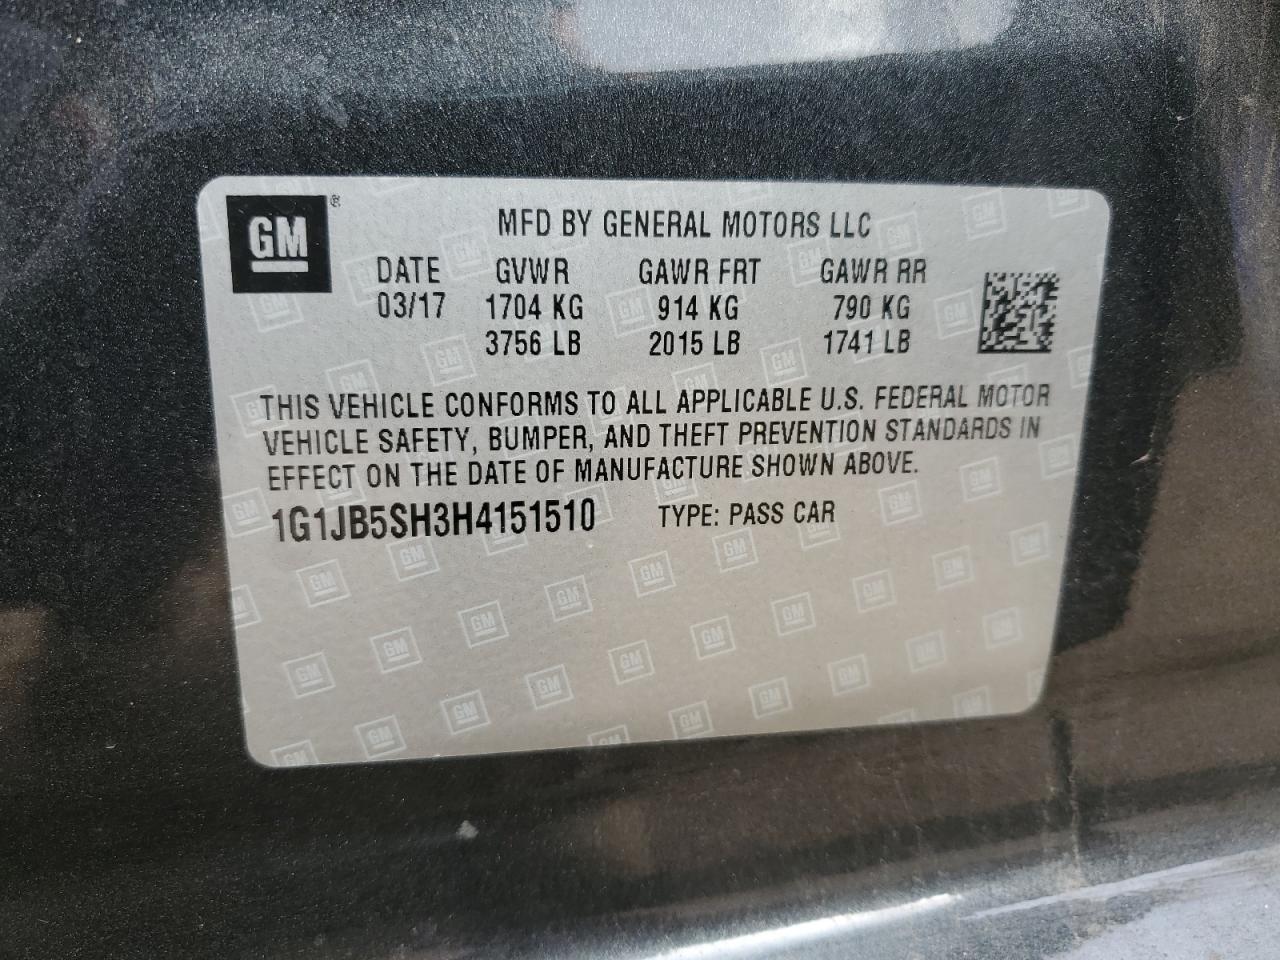 GM ®
MFD BY GENERAL MOTORS LLC
DATE GVWR GAWR FRT GAWR RR
03/17 1704 KG 914 KG 790 KG
3756 LB 2015 LB 1741 LB
THIS VEHICLE CONFORMS TO ALL APPLICABLE U.S. FEDERAL MOTOR
VEHICLE SAFETY, BUMPER, AND THEFT PREVENTION STANDARDS IN
EFFECT ON THE DATE OF MANUFACTURE SHOWN ABOVE.
1G1JB5SH3H4151510 TYPE: PASS CAR